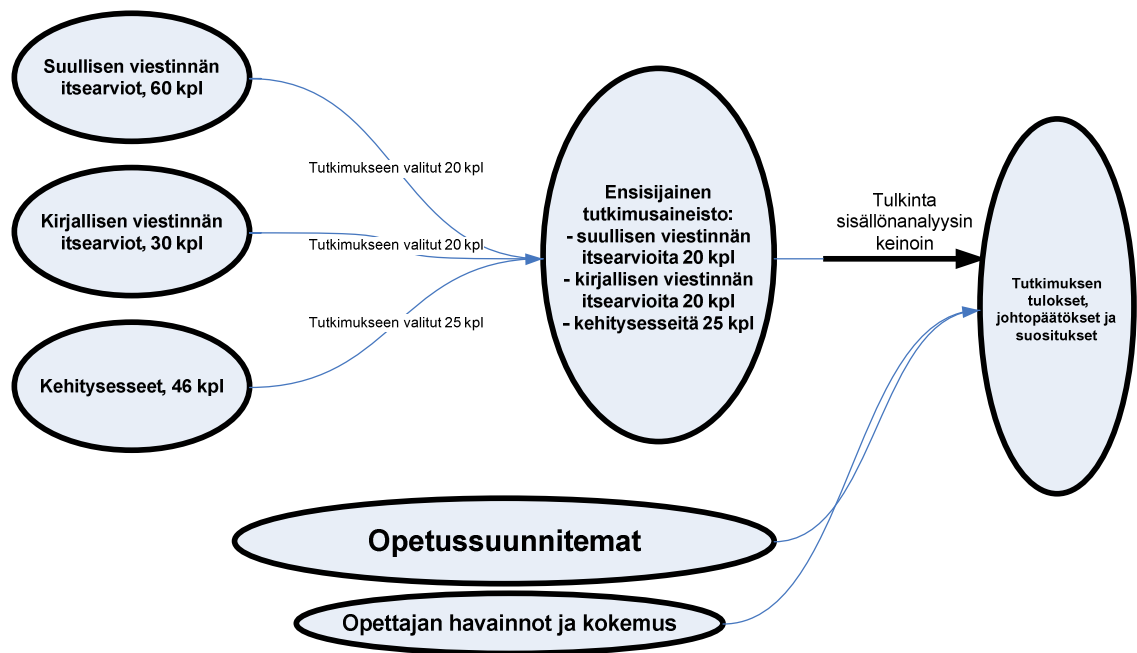 Suullisen viestinnän
itsearviot, 60 kpl
Tutkimukseen valitut 20 kpl
Kirjallisen viestinnän
itsearviot, 30 kpl
Tutkimukseen valitut 20 kpl
Kehitysesseet, 46 kpl
Tutkimukseen valitut 25 kpl
Ensisijainen
tutkimusaineisto:
- suullisen viestinnän
itsearvioita 20 kpl
- kirjallisen viestinnän
itsearvioita 20 kpl
- kehitysesseitä 25 kpl
Tulkinta
sisällönanalyysin
keinoin
Tutkimuksen
tulokset,
johtopäätökset ja
suositukset
Opetussuunnitemat
Opettajan havainnot ja kokemus